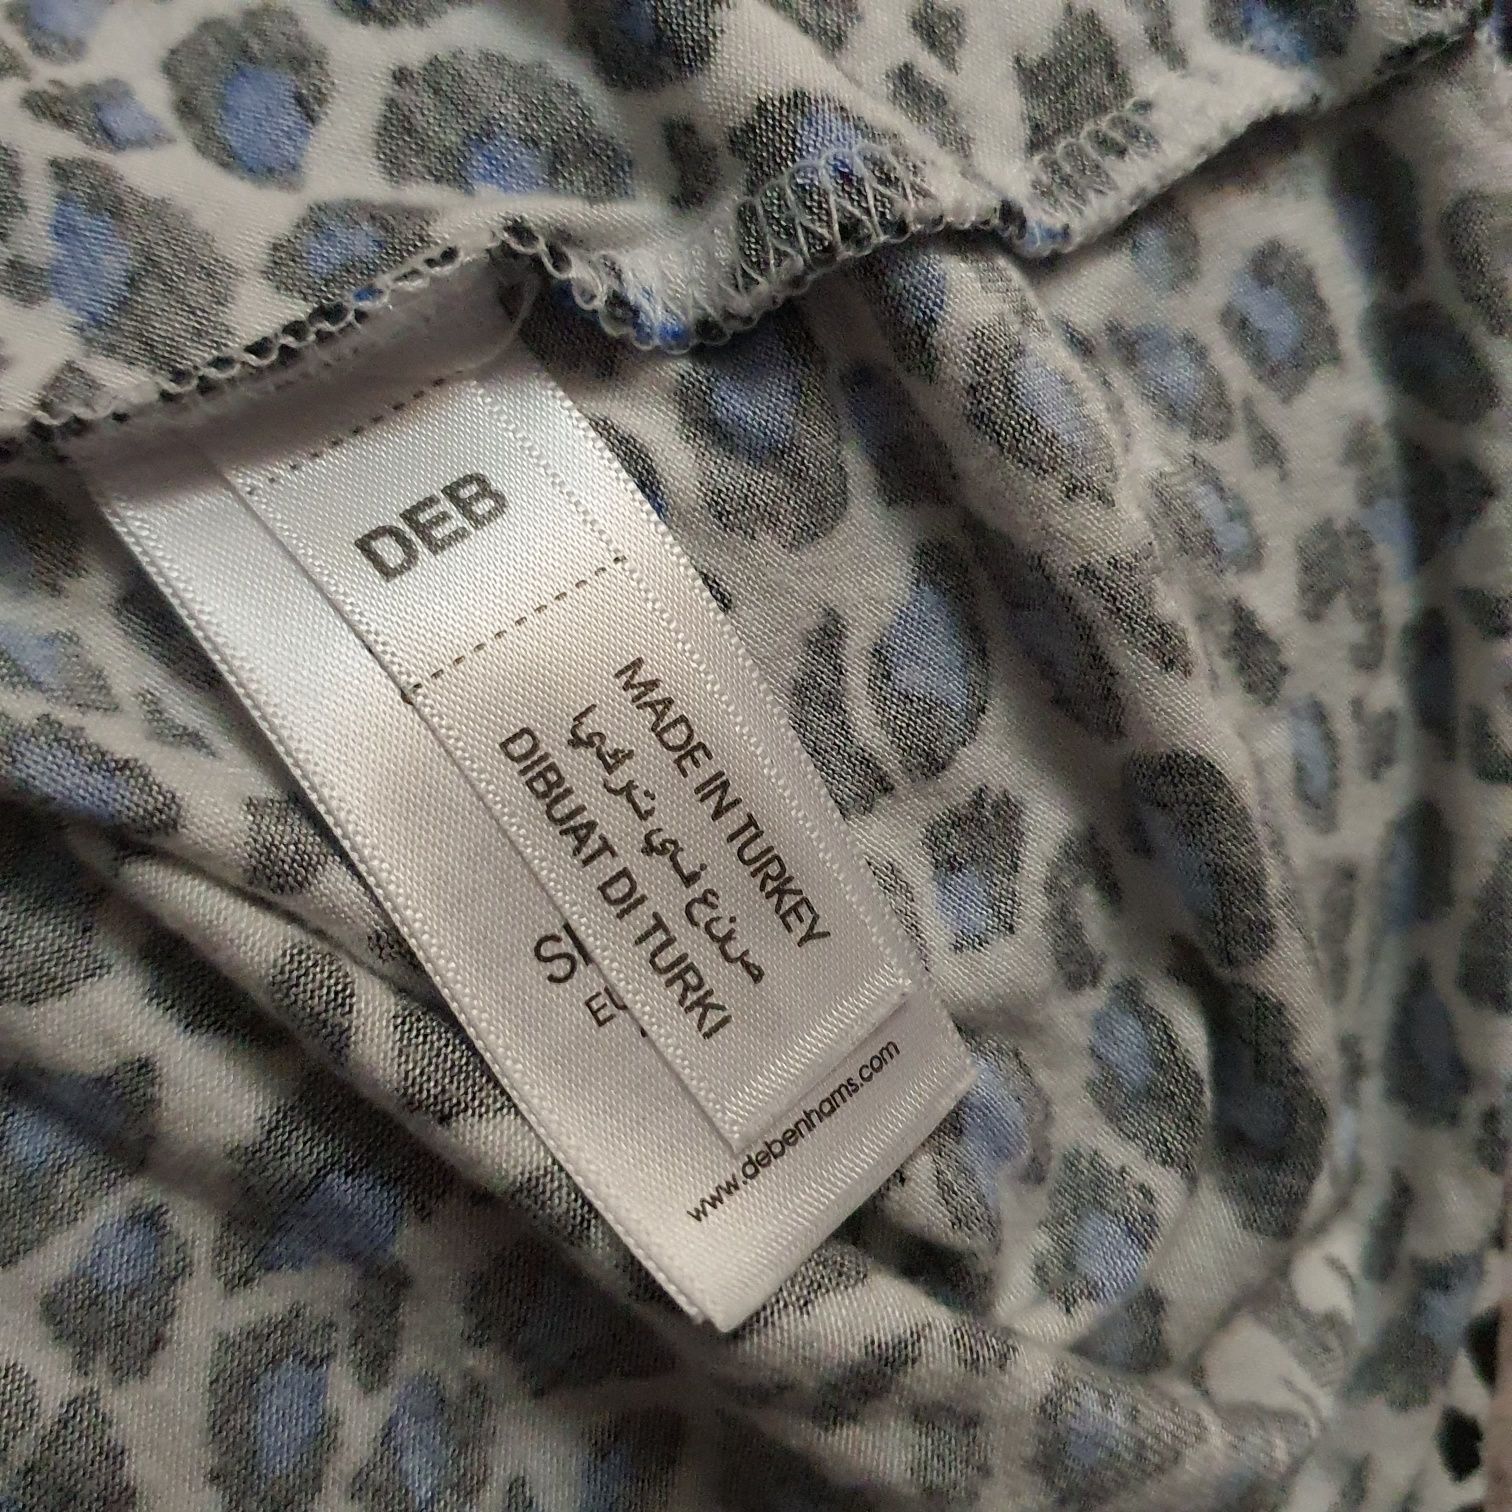 DEB
MADE IN TURKEY
صنع في تركيا
DIBUAT DI TURKI
www.debenhams.com